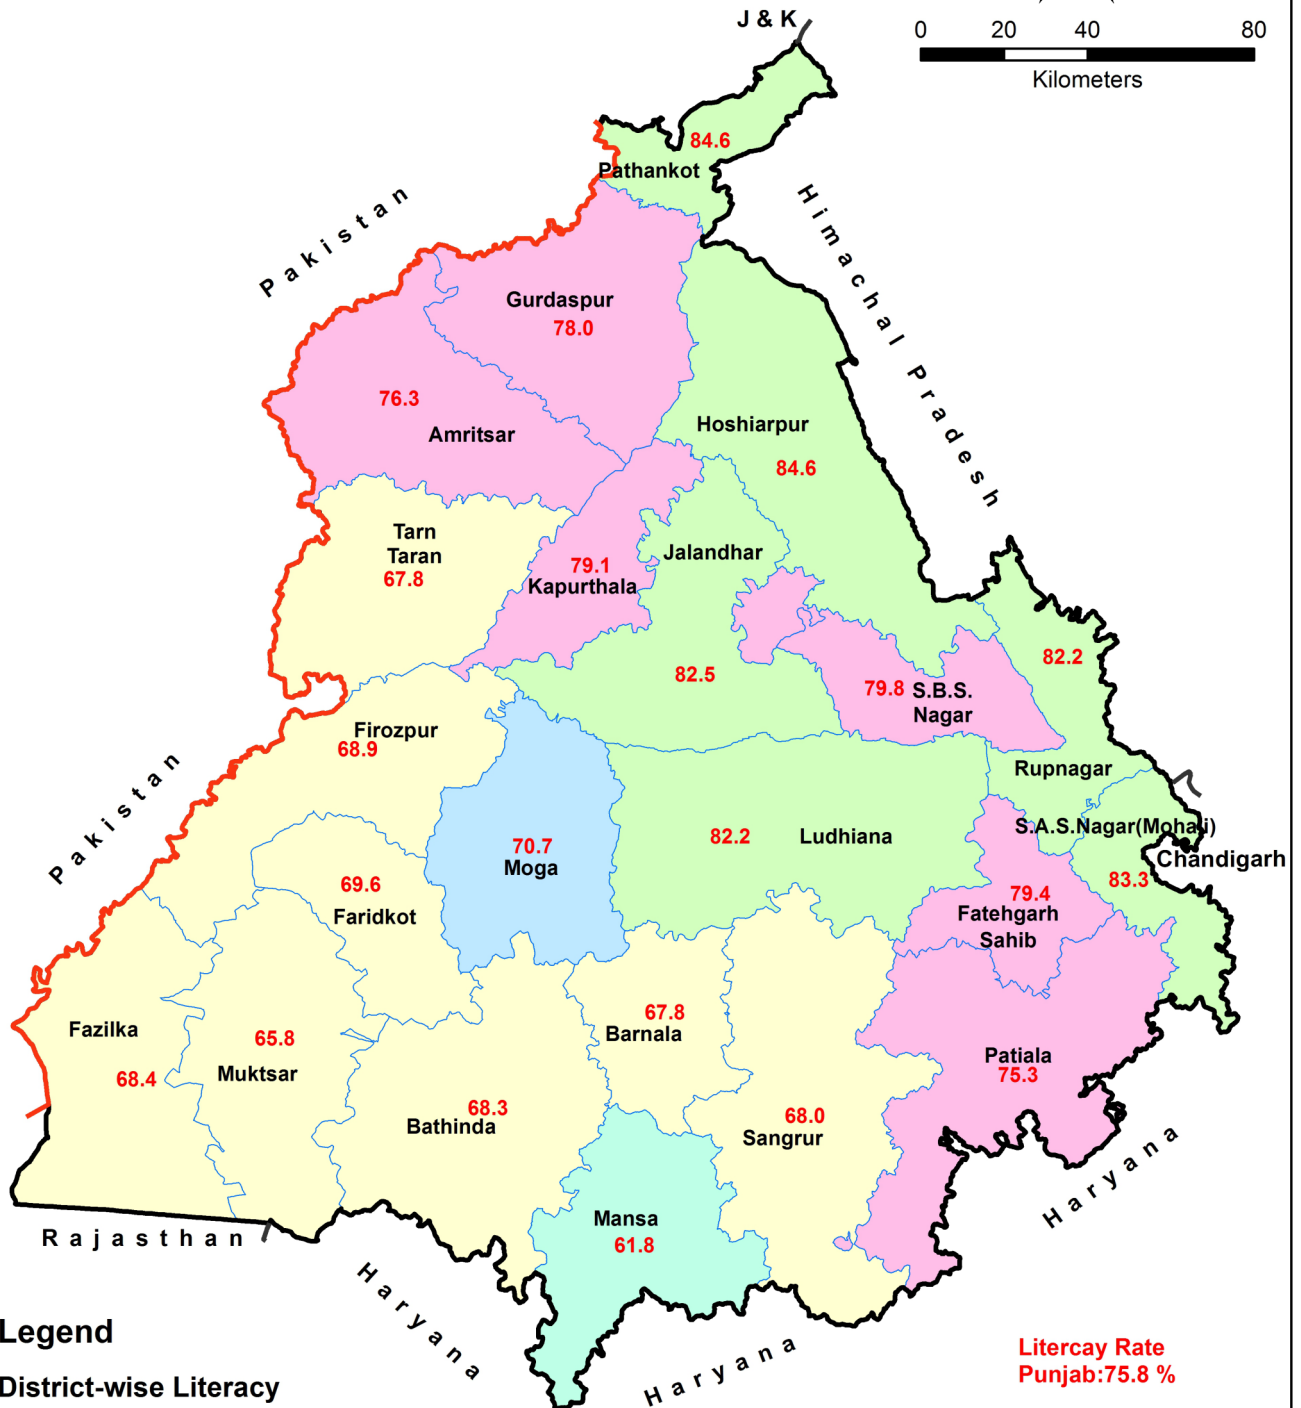 J & K
0 20 40 80
Kilometers
84.6
Pathankot
Pakistan
Himachal Pradesh
Gurdaspur
78.0
76.3
Amritsar
Hoshiarpur
84.6
Tarn
Taran
67.8
79.1
Kapurthala
Jalandhar
82.5
82.2
79.8
S.B.S.
Nagar
Firozpur
68.9
Pakistan
Rupnagar
S.A.S.Nagar(Mohali)
Chandigarh
83.3
70.7
Moga
82.2
Ludhiana
69.6
Faridkot
79.4
Fatehgarh
Sahib
Fazilka
68.4
65.8
Muktsar
67.8
Barnala
Patiala
75.3
68.3
Bathinda
68.0
Sangrur
Mansa
61.8
Haryana
Rajasthan
Haryana
Haryana
Legend
District-wise Literacy
Litercay Rate
Punjab:75.8 %